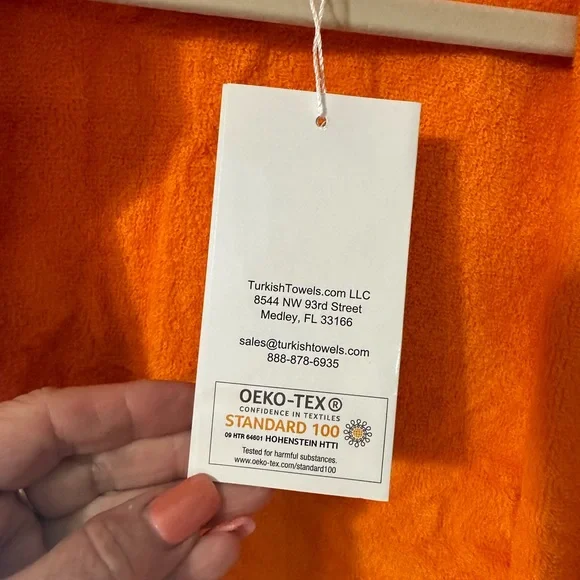 TurkishTowels.com LLC
8544 NW 93rd Street
Medley, FL 33166
sales@turkishtowels.com
888-878-6935
OEKO-TEX®
CONFIDENCE IN TEXTILES
STANDARD 100
09 HTR 64601 HOHENSTEIN HTTI
Tested for harmful substances.
www.oeko-tex.com/standard100